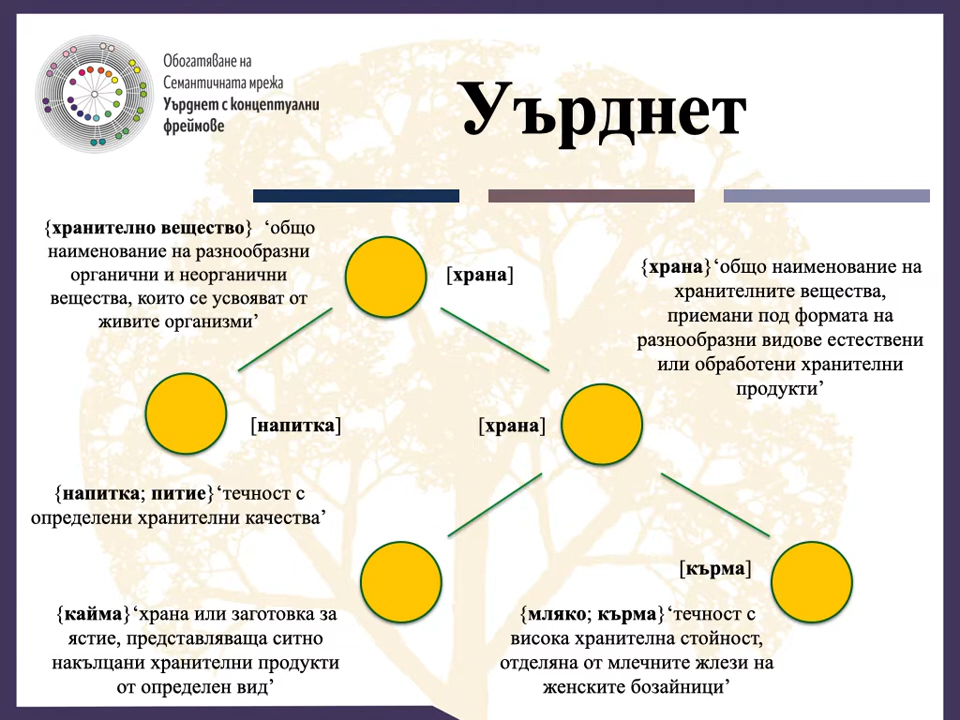 Обогатяване на
Семантичната мрежа
Уърднет с концептуални
фреймове
Уърднет
{хранително вещество} ‘общо
наименование на разнообразни
органични и неорганични
вещества, които се усвояват от
живите организми’
[храна]
{храна}‘общо наименование на
хранителните вещества,
приемани под формата на
разнообразни видове естествени
или обработени хранителни
продукти’
[напитка]
[храна]
{напитка; питие}‘течност с
определени хранителни качества’
[кърма]
{кайма}‘храна или заготовка за
ястие, представляваща ситно
накълцани хранителни продукти
от определен вид’
{мляко; кърма}‘течност с
висока хранителна стойност,
отделяна от млечните жлези на
женските бозайници’